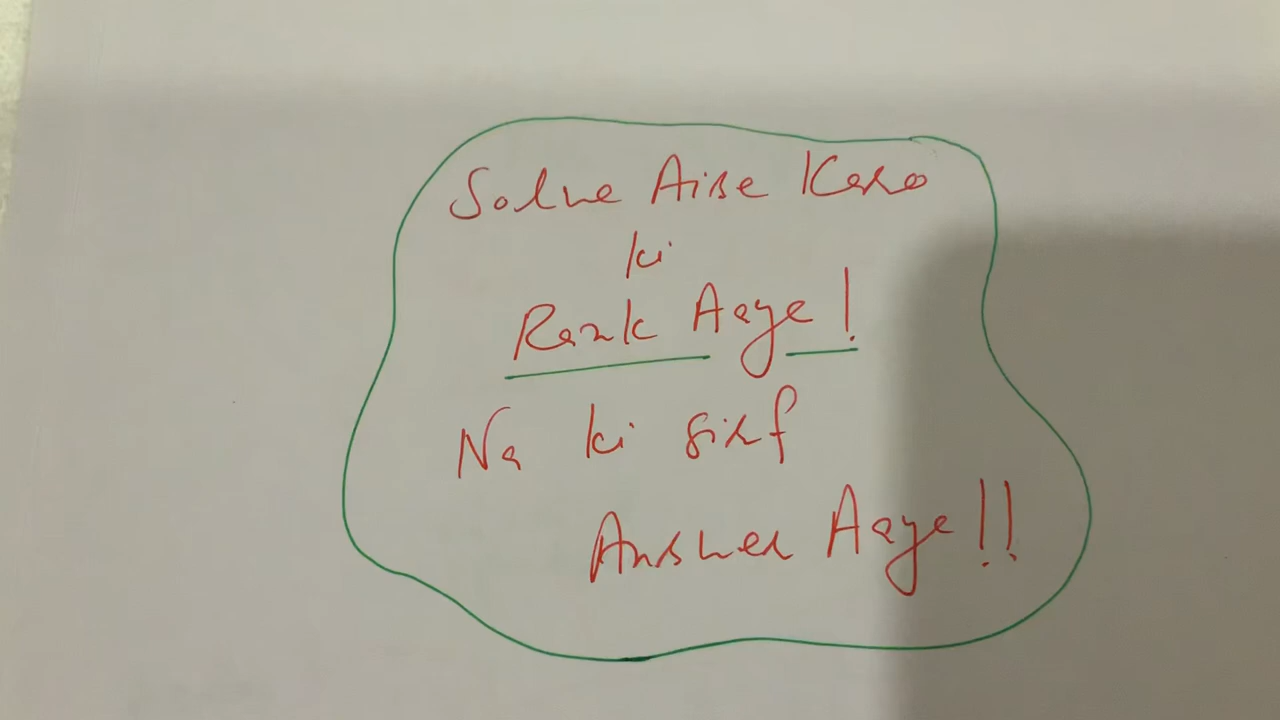 Solve Aise Karo
ki
Rank Aaye!
Na ki sirf
Answer Aaye!!